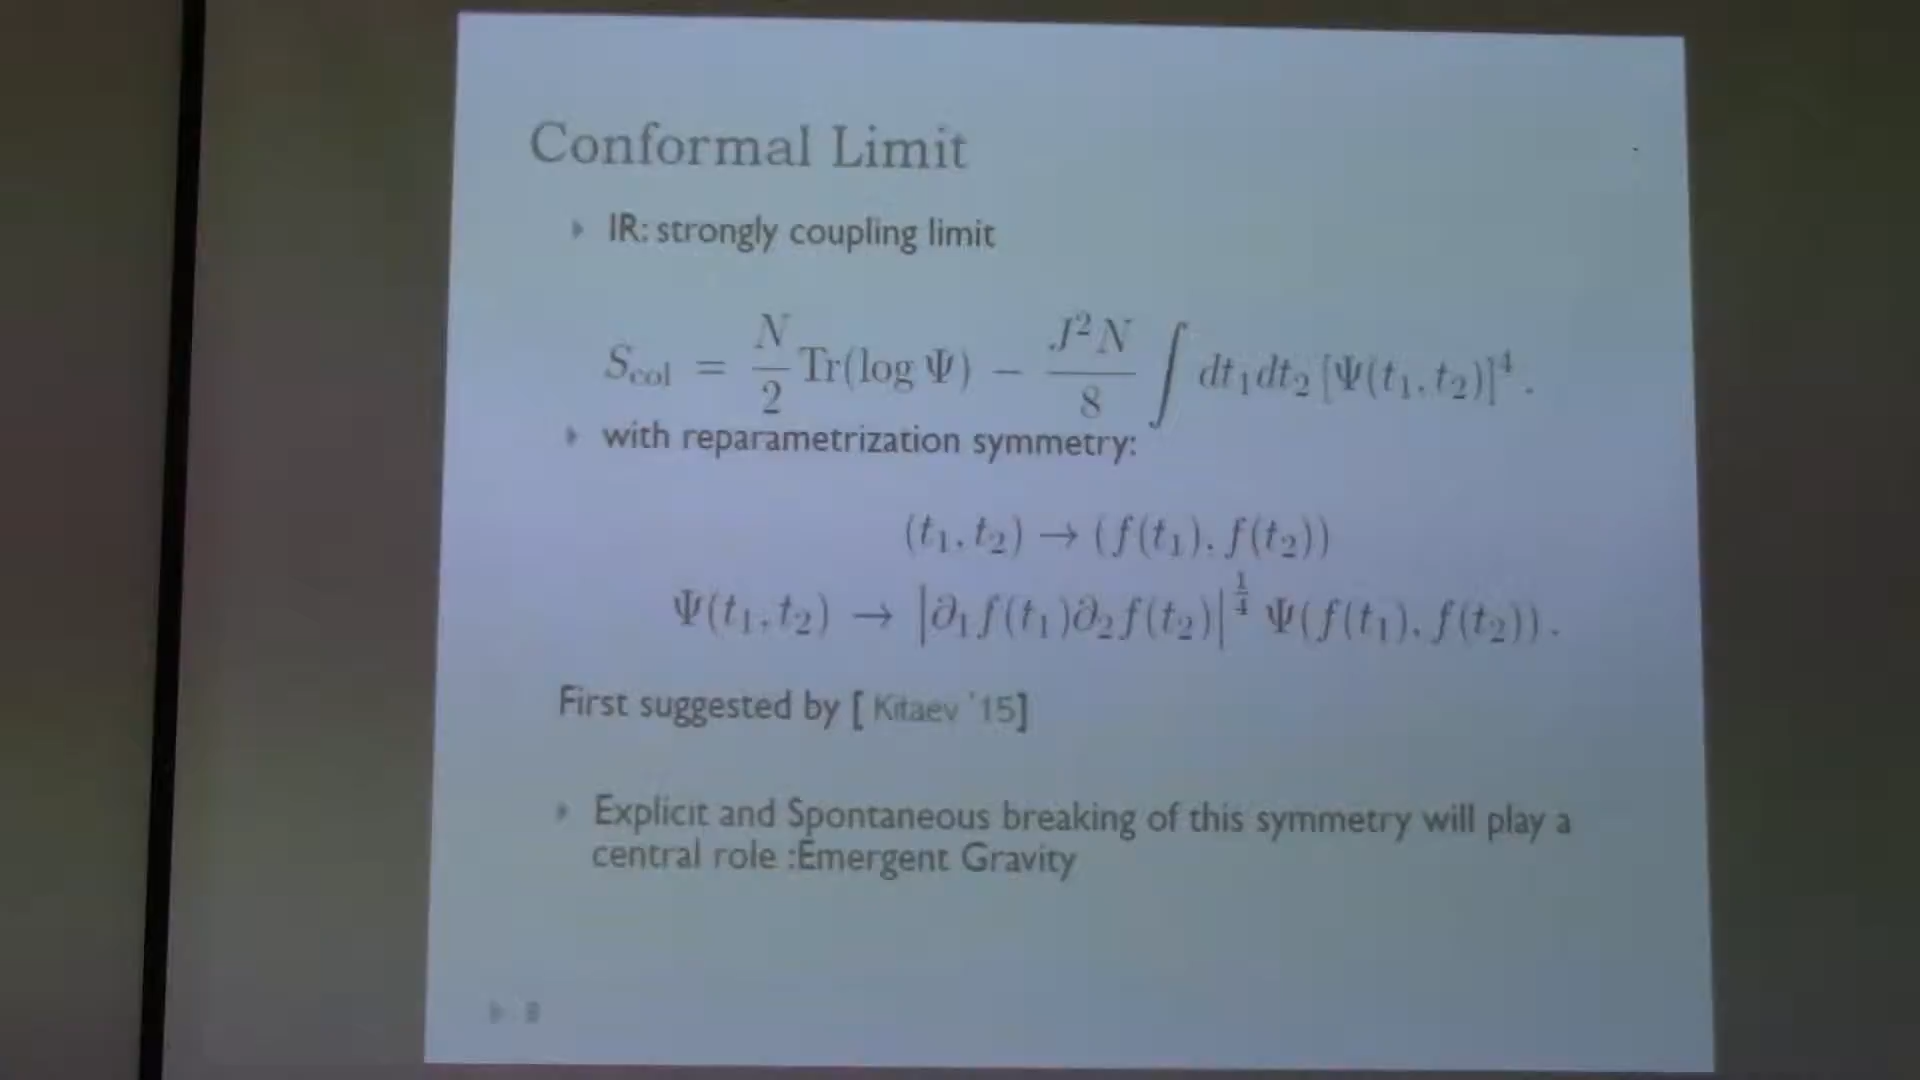 Conformal Limit
IR: strongly coupling limit
S_col = N/2 Tr(log Ψ) − J²N/8 ∫ dt₁dt₂ [Ψ(t₁, t₂)]⁴ .
with reparametrization symmetry:
(t₁, t₂) → (f(t₁), f(t₂))
Ψ(t₁, t₂) → |∂₁f(t₁)∂₂f(t₂)|^{1/4} Ψ(f(t₁), f(t₂)) .
First suggested by [ Kitaev `15]
Explicit and Spontaneous breaking of this symmetry will play a
central role :Emergent Gravity